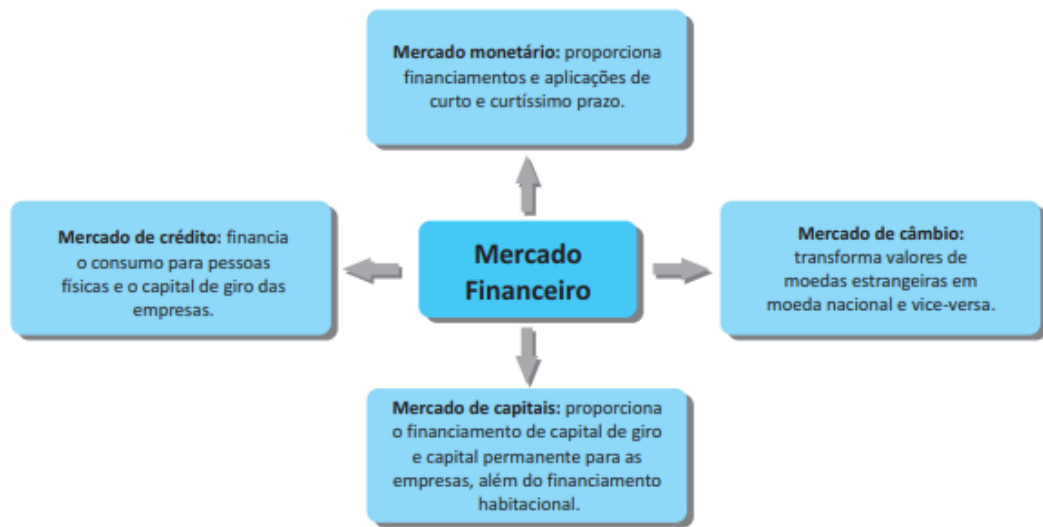 Mercado monetário: proporciona
financiamentos e aplicações de
curto e curtíssimo prazo.
Mercado de crédito: financia
o consumo para pessoas
físicas e o capital de giro das
empresas.
Mercado
Financeiro
Mercado de câmbio:
transforma valores de
moedas estrangeiras em
moeda nacional e vice-versa.
Mercado de capitais: proporciona
o financiamento de capital de giro
e capital permanente para as
empresas, além do financiamento
habitacional.